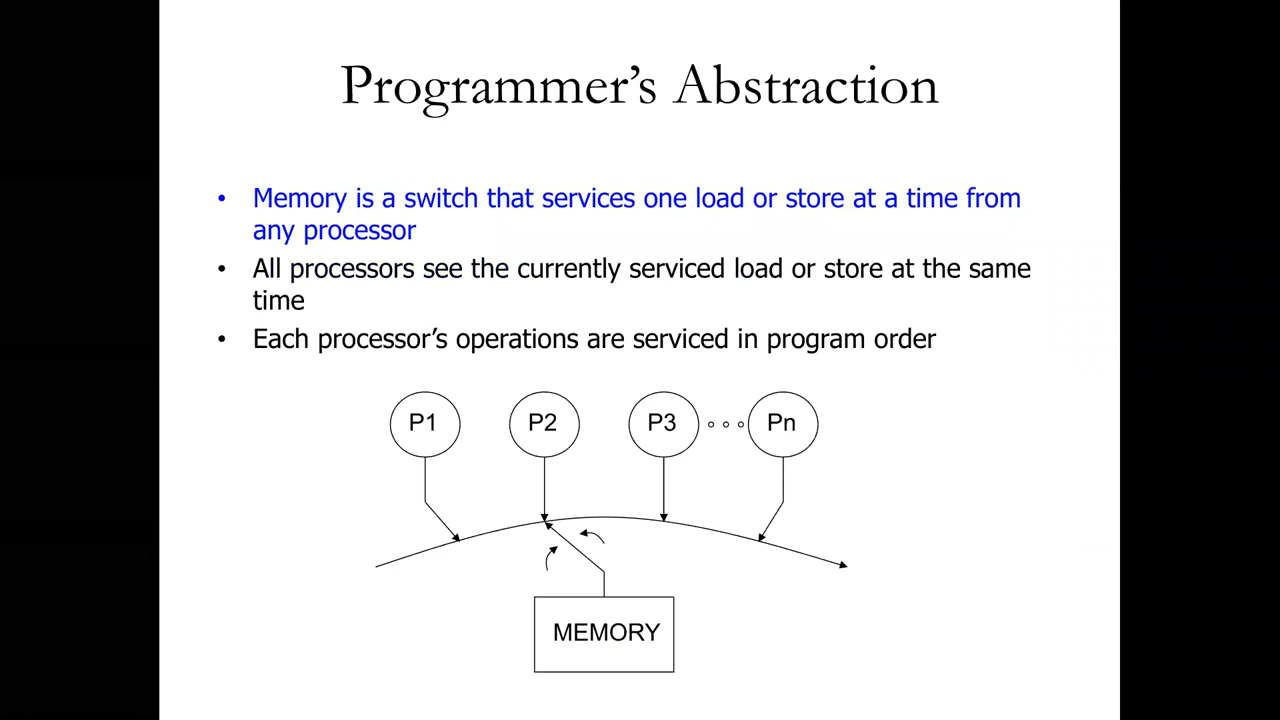 Programmer’s Abstraction
• Memory is a switch that services one load or store at a time from
any processor
• All processors see the currently serviced load or store at the same
time
• Each processor’s operations are serviced in program order
P1 P2 P3 Pn
MEMORY